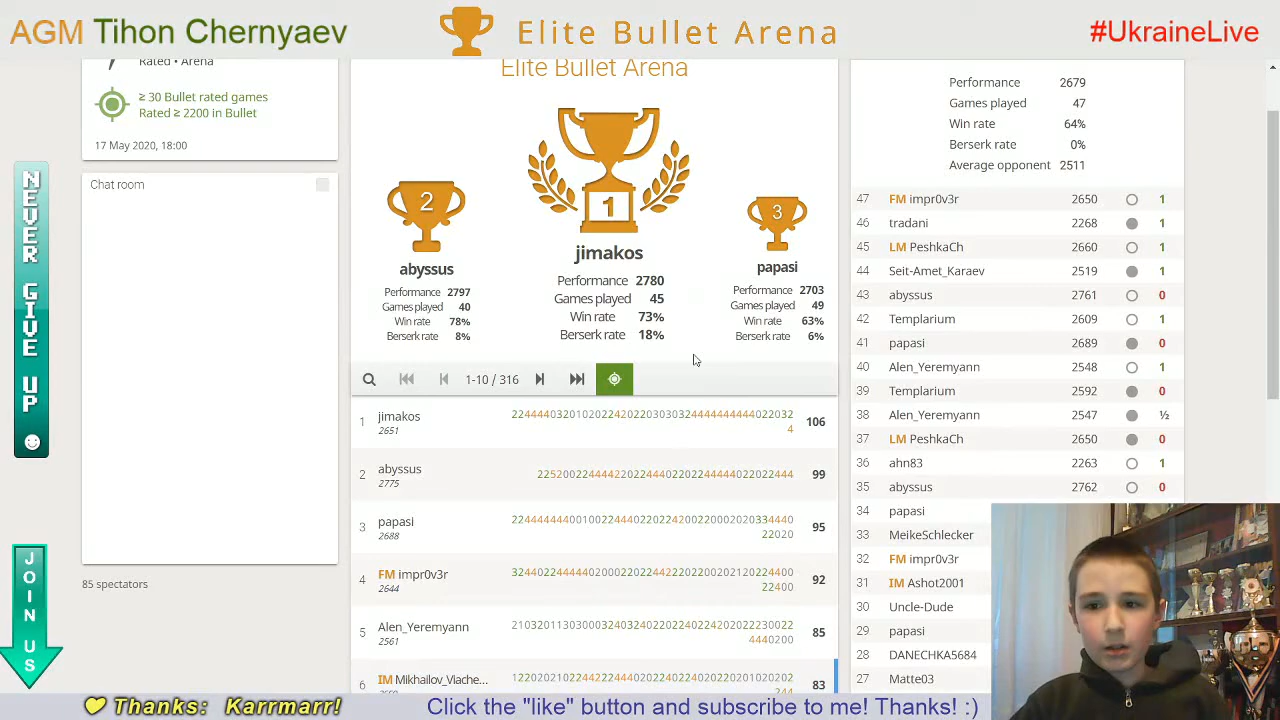 AGM Tihon Chernyaev
Elite Bullet Arena
#UkraineLive
NEVER GIVE UP
JOIN US
Rated • Arena
≥ 30 Bullet rated games
Rated ≥ 2200 in Bullet
17 May 2020, 18:00
Chat room
85 spectators
Elite Bullet Arena
2
1
3
abyssus
Performance 2797
Games played 40
Win rate 78%
Berserk rate 8%
jimakos
Performance 2780
Games played 45
Win rate 73%
Berserk rate 18%
papasi
Performance 2703
Games played 49
Win rate 63%
Berserk rate 6%
1-10 / 316
1 jimakos 106
2651
2 abyssus 99
2775
3 papasi 95
2688
4 FM impr0v3r 92
2644
5 Alen_Yeremyann 85
2561
6 IM Mikhailov_Vlache... 83
Performance 2679
Games played 47
Win rate 64%
Berserk rate 0%
Average opponent 2511
47 FM impr0v3r 2650 1
46 tradani 2268 1
45 LM PeshkaCh 2660 1
44 Seit-Amet_Karaev 2519 1
43 abyssus 2761 0
42 Templarium 2609 1
41 papasi 2689 0
40 Alen_Yeremyann 2548 1
39 Templarium 2592 0
38 Alen_Yeremyann 2547 ½
37 LM PeshkaCh 2650 0
36 ahn83 2263 1
35 abyssus 2762 0
34 papasi
33 MeikeSchlecker
32 FM impr0v3r
31 IM Ashot2001
30 Uncle-Dude
29 papasi
28 DANECHKA5684
27 Matte03
Thanks: Karrmarr!
Click the "like" button and subscribe to me! Thanks! :)